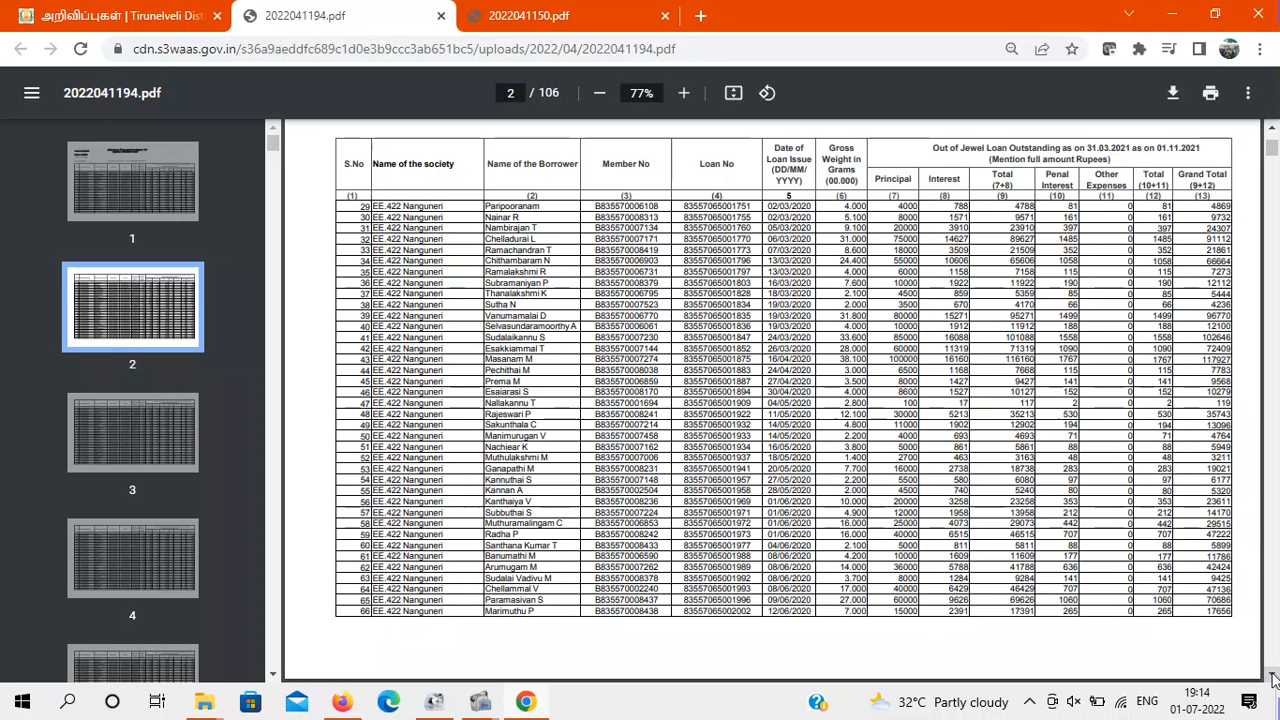 அறிவிப்புகள் | Tirunelveli Dist
2022041194.pdf
2022041150.pdf
cdn.s3waas.gov.in/s36a9aeddfc689c1d0e3b9ccc3ab651bc5/uploads/2022/04/2022041194.pdf
2022041194.pdf 2 / 106 77%
1
2
3
4
Out of Jewel Loan Outstanding as on 31.03.2021 as on 01.11.2021
(Mention full amount Rupees)
S.No Name of the society Name of the Borrower Member No Loan No Date of Loan Issue (DD/MM/YYYY) Gross Weight in Grams (00.000) Principal Interest Total (7+8) Penal Interest Other Expenses Total (10+11) Grand Total (9+12)
(1) (2) (3) (4) 5 (6) (7) (8) (9) (10) (11) (12) (13)
29 EE.422 Nanguneri Paripooranam B835570006108 83557065001751 02/03/2020 4.000 4000 788 4788 81 0 81 4869
30 EE.422 Nanguneri Nainar R B835570008313 83557065001755 02/03/2020 5.100 8000 1571 9571 161 0 161 9732
31 EE.422 Nanguneri Nambirajan T B835570007134 83557065001760 05/03/2020 9.100 20000 3910 23910 397 0 397 24307
32 EE.422 Nanguneri Chelladurai L B835570007171 83557065001770 06/03/2020 31.000 75000 14627 89627 1485 0 1485 91112
33 EE.422 Nanguneri Ramachandran T B835570008419 83557065001773 07/03/2020 8.600 18000 3509 21509 352 0 352 21861
34 EE.422 Nanguneri Chithambaram N B835570006903 83557065001796 13/03/2020 24.400 55000 10606 65606 1058 0 1058 66664
35 EE.422 Nanguneri Ramalakshmi R B835570006731 83557065001797 13/03/2020 4.000 6000 1158 7158 115 0 115 7273
36 EE.422 Nanguneri Subramaniyan P B835570008379 83557065001803 16/03/2020 7.600 10000 1922 11922 190 0 190 12112
37 EE.422 Nanguneri Thanalakshmi K B835570006795 83557065001828 18/03/2020 2.100 4500 859 5359 85 0 85 5444
38 EE.422 Nanguneri Sutha N B835570007523 83557065001834 19/03/2020 2.000 3500 670 4170 66 0 66 4236
39 EE.422 Nanguneri Vanumamalai D B835570006770 83557065001835 19/03/2020 31.800 80000 15271 95271 1499 0 1499 96770
40 EE.422 Nanguneri Selvasundaramoorthy A B835570006061 83557065001836 19/03/2020 4.000 10000 1912 11912 188 0 188 12100
41 EE.422 Nanguneri Sudalaikannu S B835570007230 83557065001847 24/03/2020 33.600 85000 16088 101088 1558 0 1558 102646
42 EE.422 Nanguneri Esakkiammal T B835570007144 83557065001852 26/03/2020 28.000 60000 11319 71319 1090 0 1090 72409
43 EE.422 Nanguneri Masanam M B835570007274 83557065001875 16/04/2020 38.100 100000 16160 116160 1767 0 1767 117927
44 EE.422 Nanguneri Pechithai M B835570008038 83557065001883 24/04/2020 3.000 6500 1168 7668 115 0 115 7783
45 EE.422 Nanguneri Prema M B835570006859 83557065001887 27/04/2020 3.500 8000 1427 9427 141 0 141 9568
46 EE.422 Nanguneri Esaiarasi S B835570008170 83557065001894 30/04/2020 4.000 8600 1527 10127 152 0 152 10279
47 EE.422 Nanguneri Nallakannu T B835570001694 83557065001909 04/05/2020 2.800 100 17 117 2 0 2 119
48 EE.422 Nanguneri Rajeswari P B835570008241 83557065001922 11/05/2020 12.100 30000 5213 35213 530 0 530 35743
49 EE.422 Nanguneri Sakunthala C B835570007214 83557065001932 14/05/2020 4.800 11000 1902 12902 194 0 194 13096
50 EE.422 Nanguneri Manimurugan V B835570007458 83557065001933 14/05/2020 2.200 4000 693 4693 71 0 71 4764
51 EE.422 Nanguneri Nachiear K B835570007162 83557065001934 16/05/2020 3.800 5000 861 5861 88 0 88 5949
52 EE.422 Nanguneri Muthulakshmi M B835570007006 83557065001937 18/05/2020 1.400 2700 463 3163 48 0 48 3211
53 EE.422 Nanguneri Ganapathi M B835570008231 83557065001941 20/05/2020 7.700 16000 2738 18738 283 0 283 19021
54 EE.422 Nanguneri Kannuthai S B835570007148 83557065001954 27/05/2020 2.200 5500 580 6080 97 0 97 6177
55 EE.422 Nanguneri Kannan A B835570002504 83557065001958 28/05/2020 2.000 4500 740 5240 80 0 80 5320
56 EE.422 Nanguneri Kanthaiya V B835570008236 83557065001969 01/06/2020 10.000 20000 3258 23258 353 0 353 23611
57 EE.422 Nanguneri Subbuthai S B835570007224 83557065001971 01/06/2020 4.900 12000 1958 13958 212 0 212 14170
58 EE.422 Nanguneri Muthuramalingam C B835570006853 83557065001972 01/06/2020 16.000 25000 4073 29073 442 0 442 29515
59 EE.422 Nanguneri Radha P B835570008242 83557065001973 01/06/2020 16.000 40000 6515 46515 707 0 707 47222
60 EE.422 Nanguneri Santhana Kumar T B835570008433 83557065001977 04/06/2020 2.100 5000 811 5811 88 0 88 5899
61 EE.422 Nanguneri Banumathi M B835570006590 83557065001988 08/06/2020 4.200 10000 1609 11609 177 0 177 11786
62 EE.422 Nanguneri Arumugam M B835570007262 83557065001989 08/06/2020 14.000 36000 5788 41788 636 0 636 42424
63 EE.422 Nanguneri Sudalai Vadivu M B835570008378 83557065001992 08/06/2020 3.700 8000 1284 9284 141 0 141 9425
64 EE.422 Nanguneri Chellammal V B835570002240 83557065001993 08/06/2020 17.000 40000 6429 46429 707 0 707 47136
65 EE.422 Nanguneri Paramasivan S B835570008437 83557065001996 09/06/2020 27.000 60000 9626 69626 1060 0 1060 70686
66 EE.422 Nanguneri Marimuthu P B835570008438 83557065002002 12/06/2020 7.000 15000 2391 17391 265 0 265 17656
32°C Partly cloudy ENG 19:14
01-07-2022